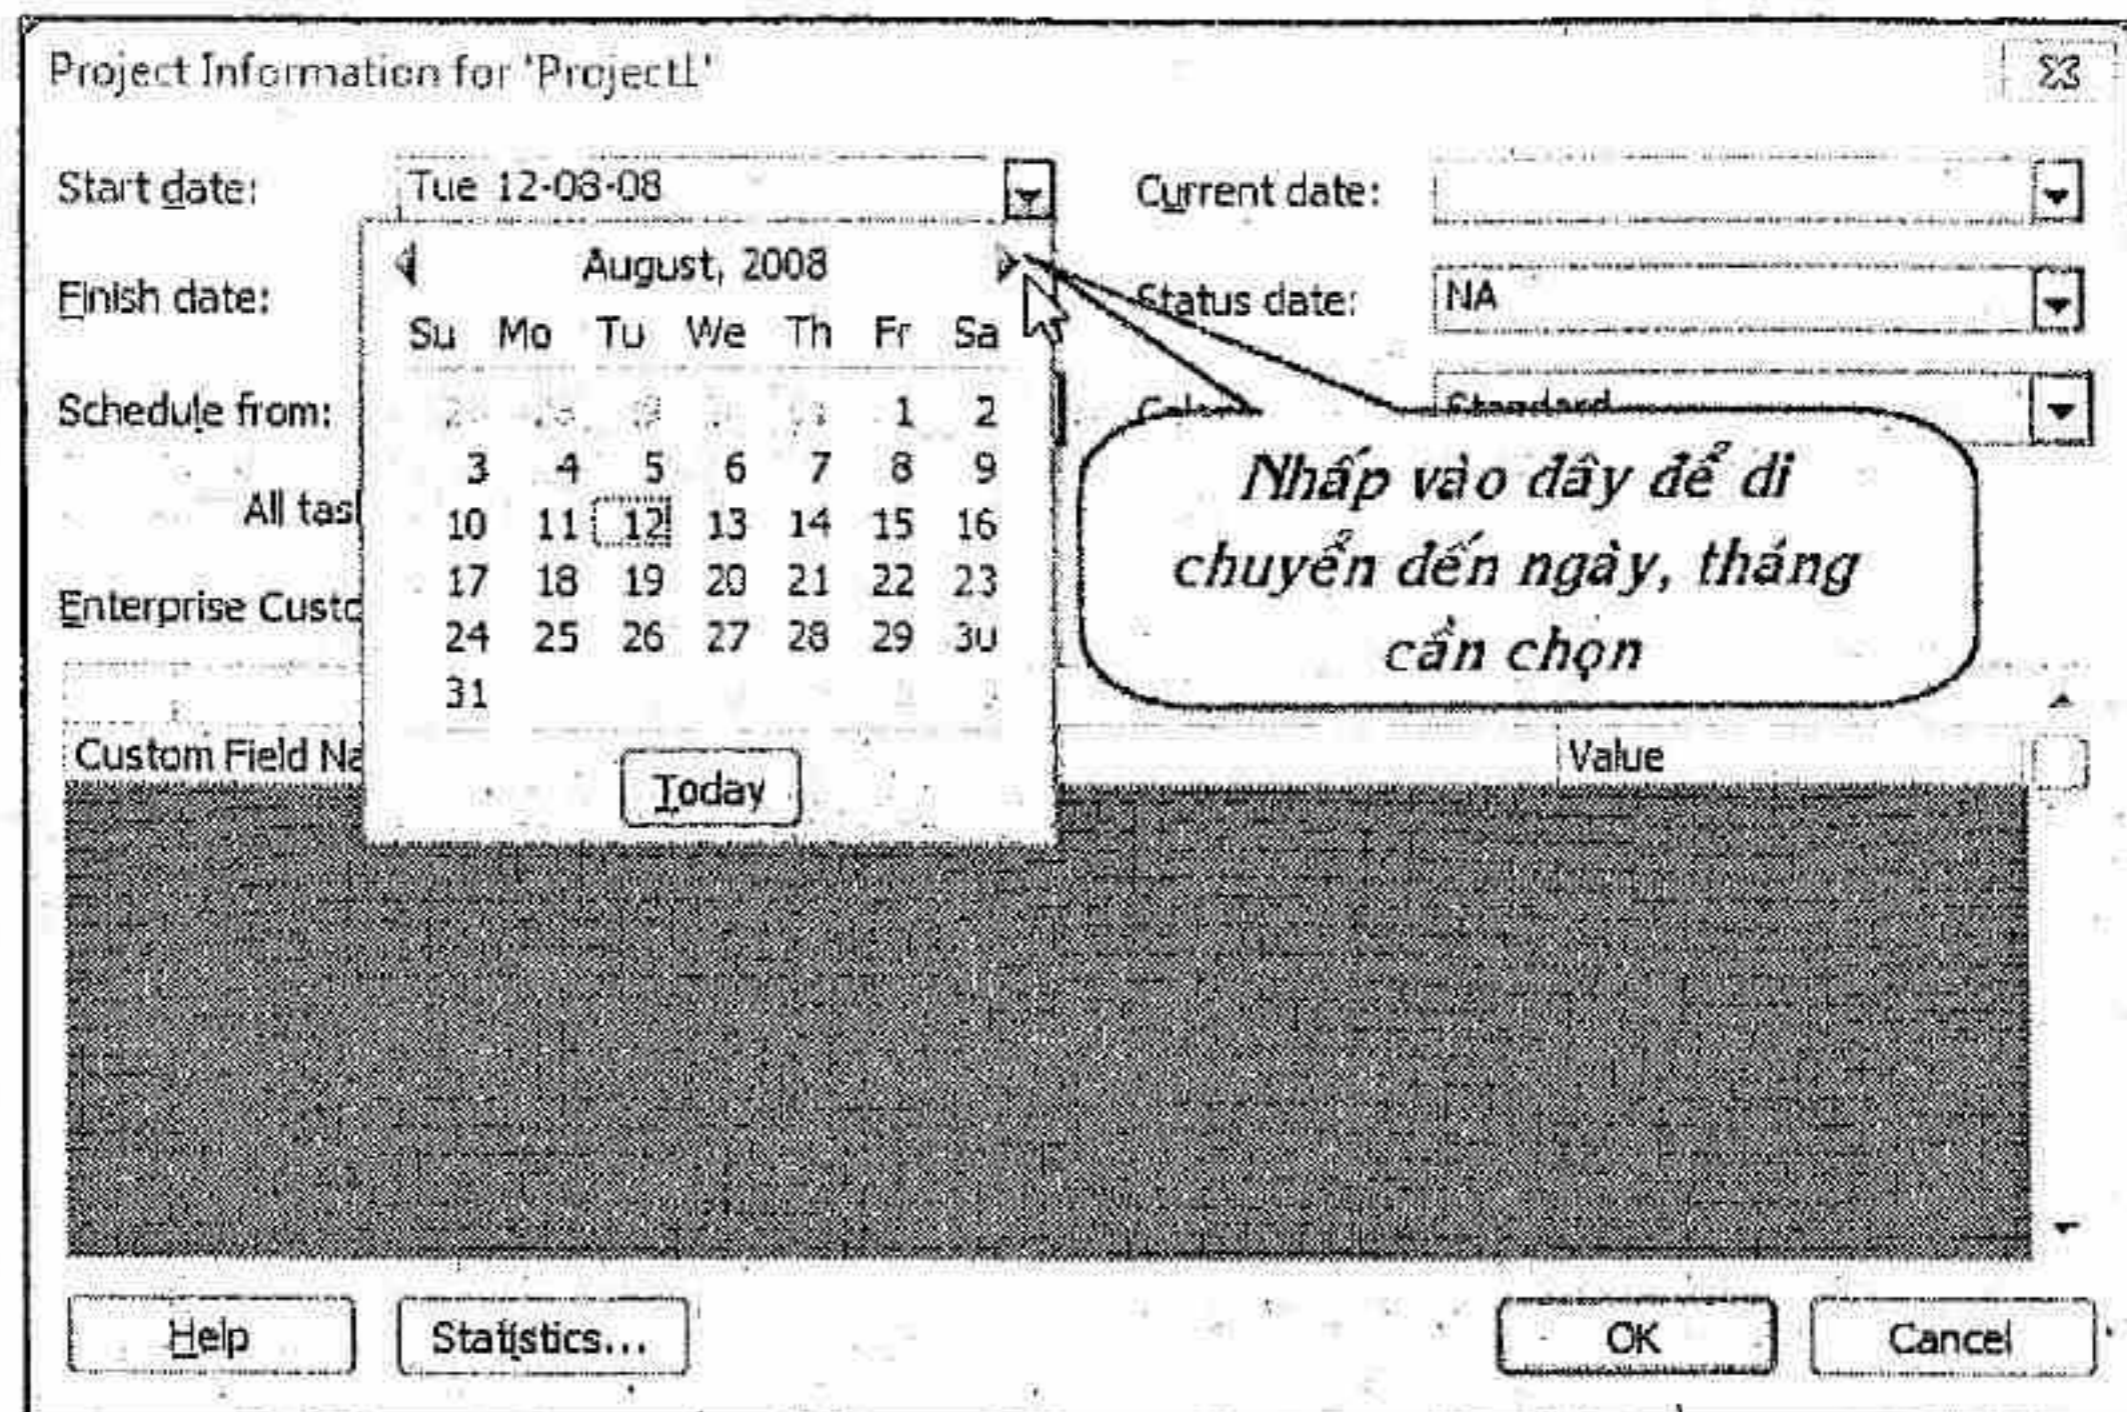 Project Information for 'Project1'
Start date: Tue 12-08-08 Current date:
August, 2008
Finish date: Status date: NA
Su Mo Tu We Th Fr Sa
Schedule from: 1 2 Standard
3 4 5 6 7 8 9
All tas
10 11 12 13 14 15 16
17 18 19 20 21 22 23
Enterprise Custo
24 25 26 27 28 29 30
31
Nhấp vào đây để di
chuyển đến ngày, tháng
cần chọn
Custom Field Na Value
Today
Help Statistics... OK Cancel